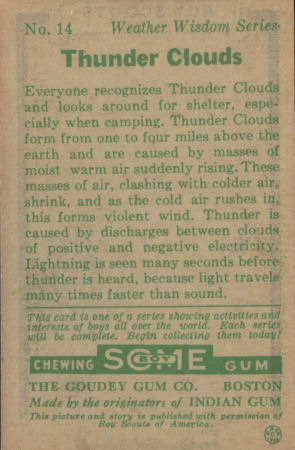 No. 14 Weather Wisdom Series
Thunder Clouds
Everyone recognizes Thunder Clouds
and looks around for shelter, espe-
cially when camping. Thunder Clouds
form from one to four miles above the
earth and are caused by masses of
moist warm air suddenly rising. These
masses of air, clashing with colder air,
shrink, and as the cold air rushes in,
this forms violent wind. Thunder is
caused by discharges between clouds
of positive and negative electricity.
Lightning is seen many seconds before
thunder is heard, because light travels
many times faster than sound.
This card is one of a series showing activities and
interests of boys all over the world. Each series
will be complete. Begin collecting them today!
CHEWING SOME BOY GUM
THE GOUDEY GUM CO. BOSTON
Made by the originators of INDIAN GUM
This picture and story is published with permission of
Boy Scouts of America.